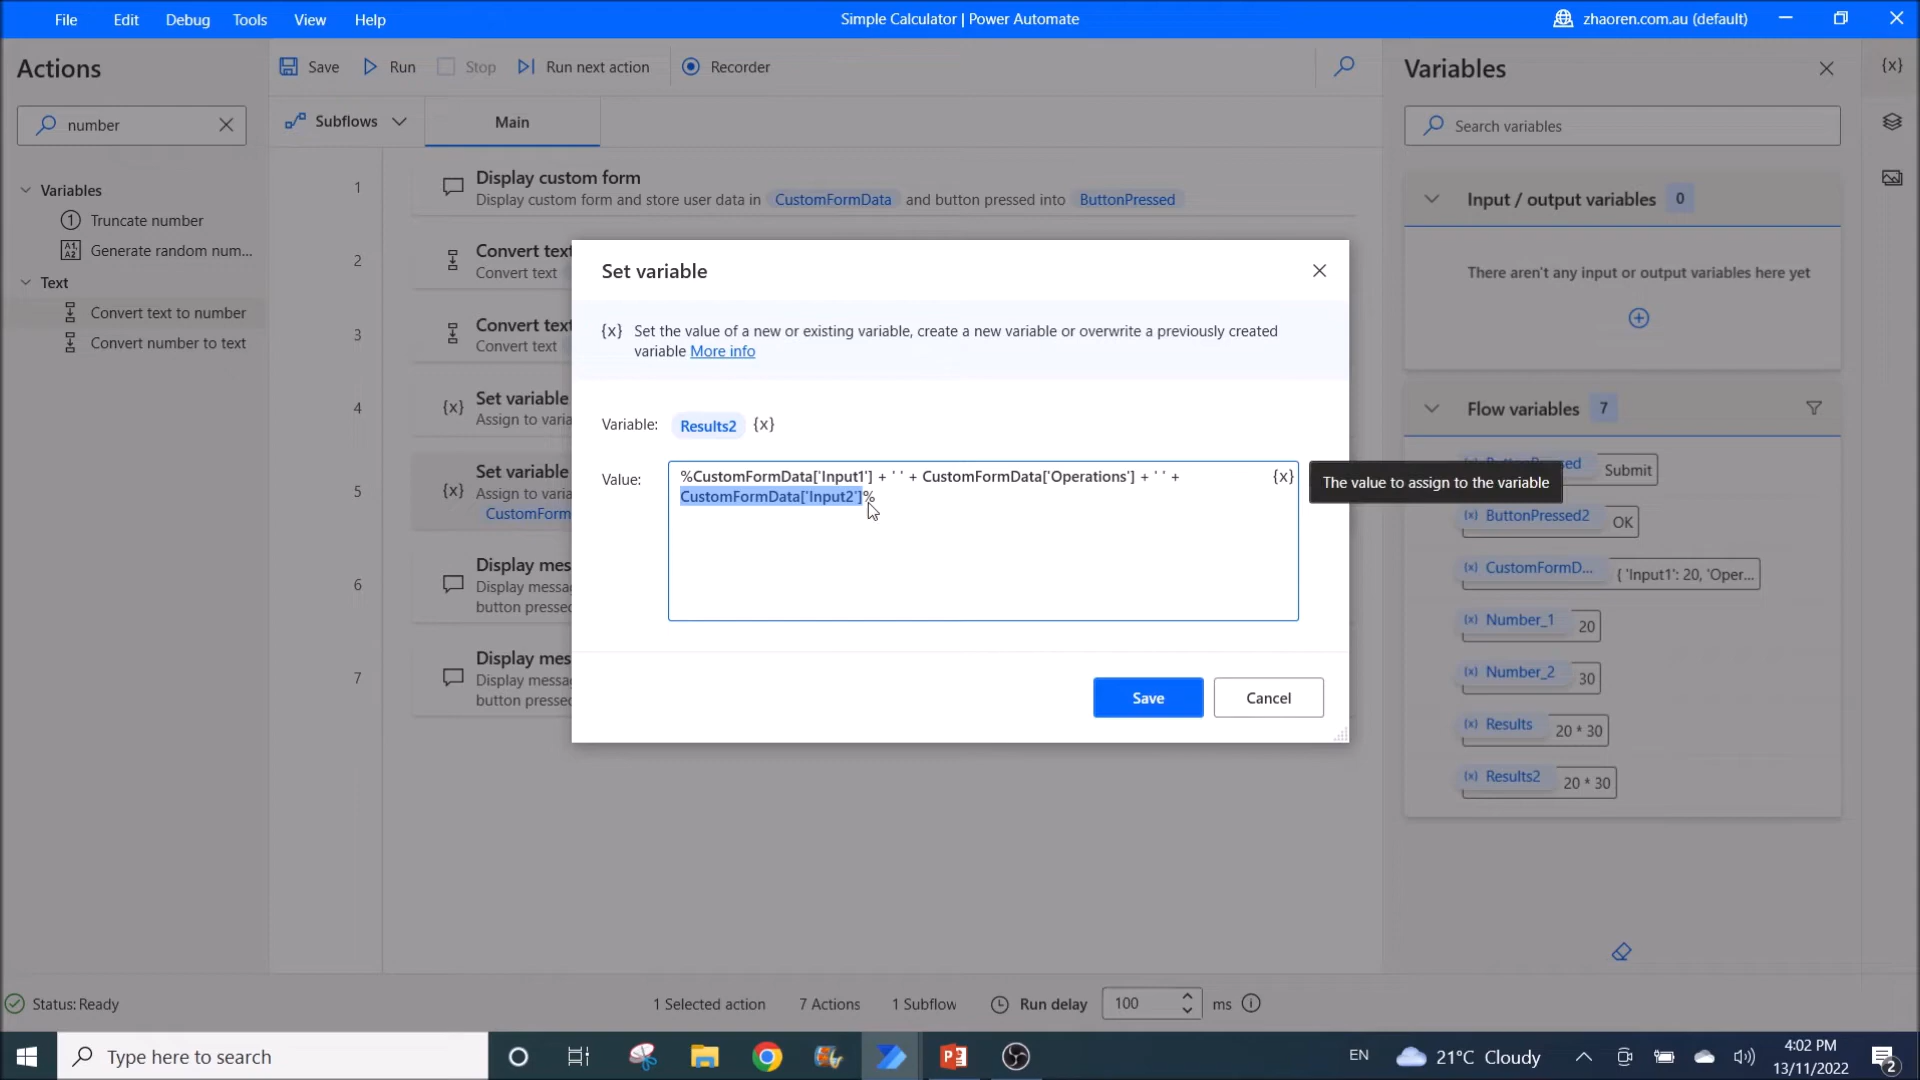 File Edit Debug Tools View Help
Simple Calculator | Power Automate
zhaoren.com.au (default)
Actions
number
Variables
Truncate number
Generate random num...
Text
Convert text to number
Convert number to text
Save Run Stop Run next action Recorder
Subflows Main
1 Display custom form
Display custom form and store user data in CustomFormData and button pressed into ButtonPressed
2 Convert text
Convert text
3 Convert text
Convert text
4 Set variable
Assign to varia
5 Set variable
Assign to varia
CustomForm
6 Display mes
Display messa
button pressed
7 Display mes
Display messa
button pressed
Set variable
{x} Set the value of a new or existing variable, create a new variable or overwrite a previously created
variable More info
Variable: Results2 {x}
Value: %CustomFormData['Input1'] + ' ' + CustomFormData['Operations'] + ' ' + {x}
CustomFormData['Input2']%
The value to assign to the variable
Save Cancel
Variables {x}
Search variables
Input / output variables 0
There aren't any input or output variables here yet
Flow variables 7
Submit
ButtonPressed2 OK
CustomFormD... { 'Input1': 20, 'Oper...
Number_1 20
Number_2 30
Results 20 * 30
Results2 20 * 30
Status: Ready 1 Selected action 7 Actions 1 Subflow Run delay 100 ms
Type here to search
EN 21°C Cloudy
4:02 PM
13/11/2022
2